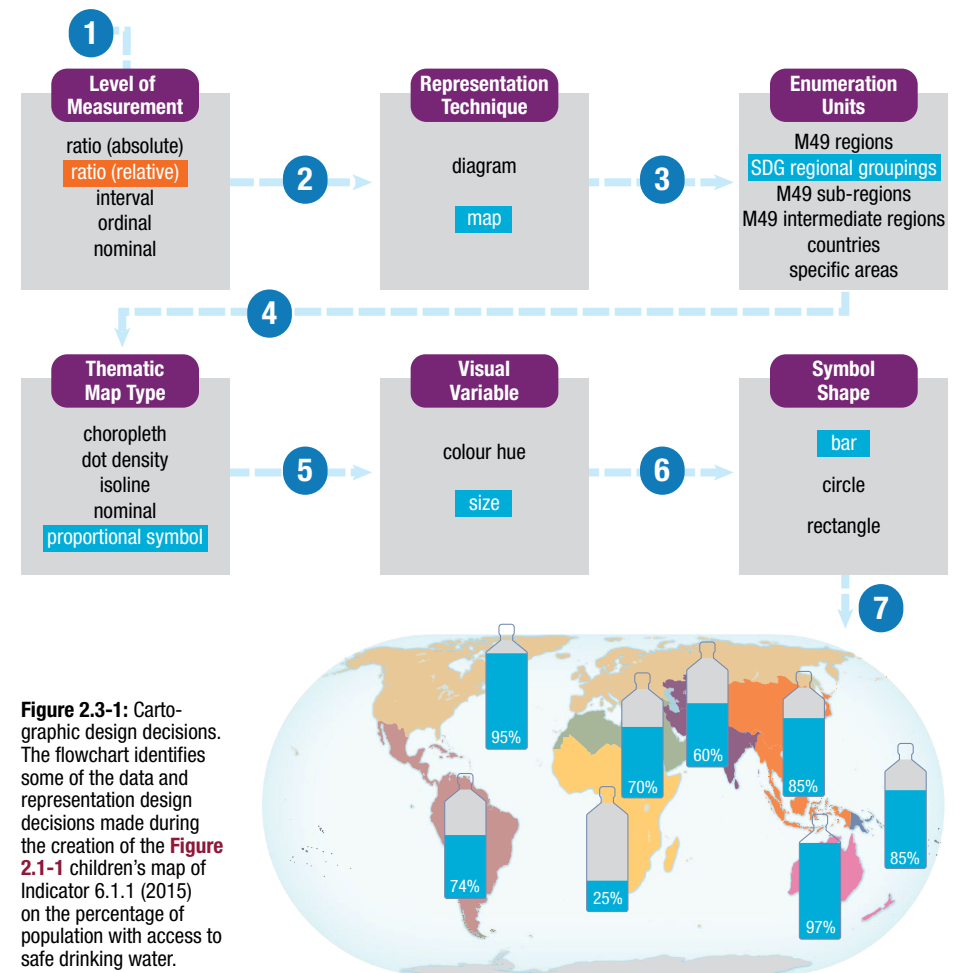 1
Level of
Measurement
ratio (absolute)
ratio (relative)
interval
ordinal
nominal
2
Representation
Technique
diagram
map
3
Enumeration
Units
M49 regions
SDG regional groupings
M49 sub-regions
M49 intermediate regions
countries
specific areas
4
Thematic
Map Type
choropleth
dot density
isoline
nominal
proportional symbol
5
Visual
Variable
colour hue
size
6
Symbol
Shape
bar
circle
rectangle
7
Figure 2.3-1: Carto-
graphic design decisions.
The flowchart identifies
some of the data and
representation design
decisions made during
the creation of the Figure
2.1-1 children’s map of
Indicator 6.1.1 (2015)
on the percentage of
population with access to
safe drinking water.
95%
74%
25%
70%
60%
85%
97%
85%